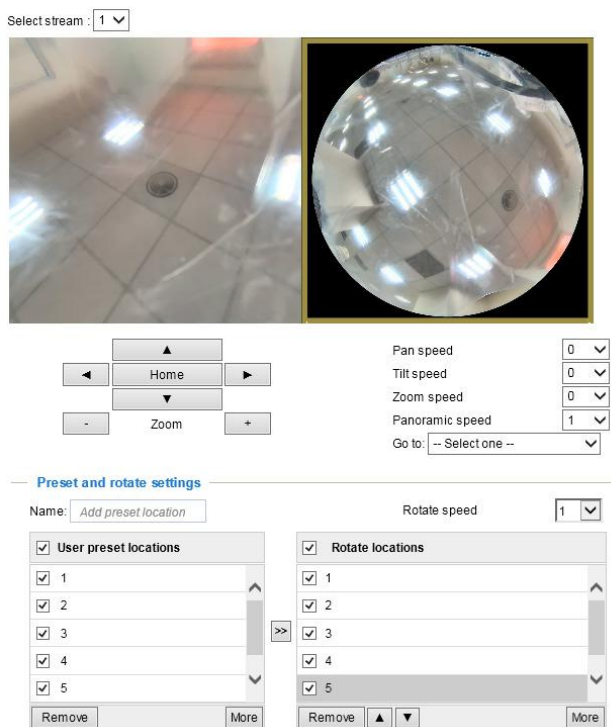 Select stream : 1
▲
◄ Home ►
▼
- Zoom +
Pan speed 0
Tilt speed 0
Zoom speed 0
Panoramic speed 1
Go to: -- Select one --
Preset and rotate settings
Name: Add preset location
Rotate speed 1
User preset locations
1
2
3
4
5
Remove More
>>
Rotate locations
1
2
3
4
5
Remove ▲ ▼ More